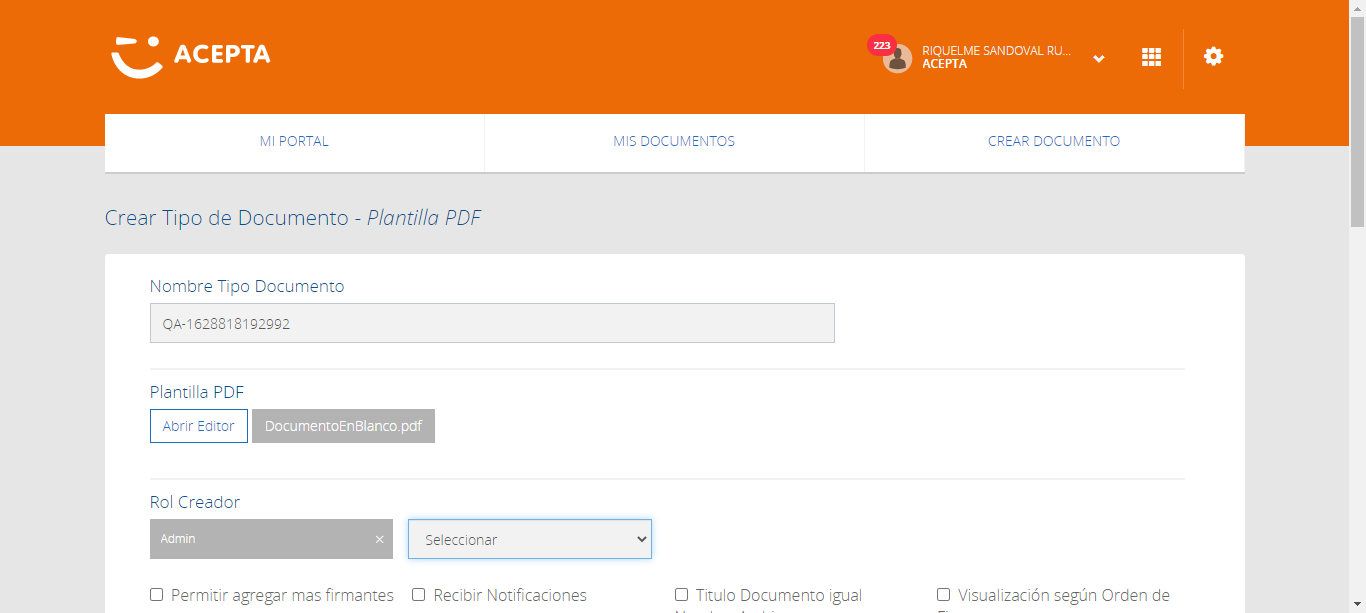 ACEPTA
223
RIQUELME SANDOVAL RU...
ACEPTA
MI PORTAL
MIS DOCUMENTOS
CREAR DOCUMENTO
Crear Tipo de Documento - Plantilla PDF
Nombre Tipo Documento
QA-1628818192992
Plantilla PDF
Abrir Editor
DocumentoEnBlanco.pdf
Rol Creador
Admin ×
Seleccionar
Permitir agregar mas firmantes
Recibir Notificaciones
Titulo Documento igual
Visualización según Orden de